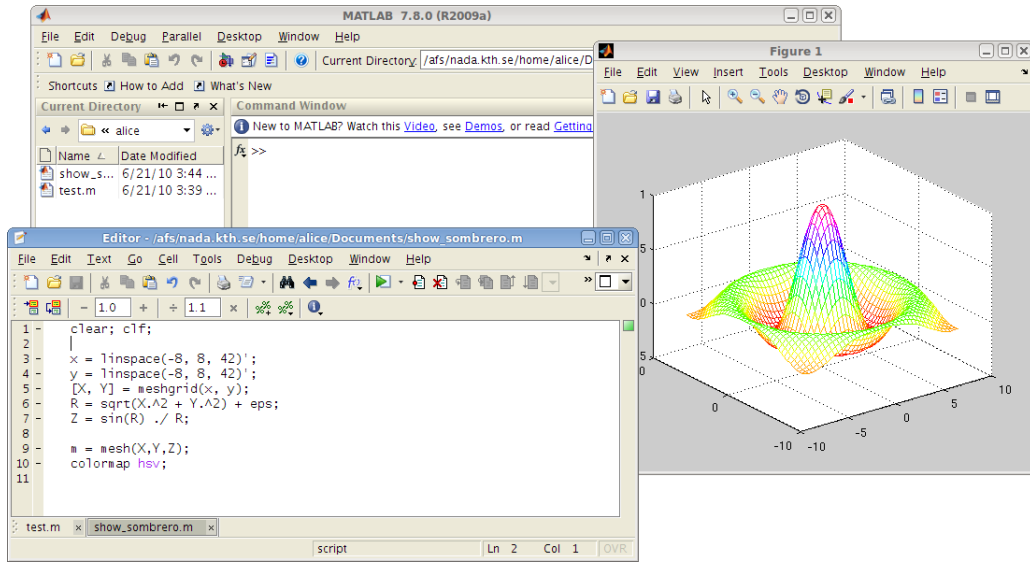 MATLAB 7.8.0 (R2009a)
File Edit Debug Parallel Desktop Window Help
Current Directory: /afs/nada.kth.se/home/alice/D
Shortcuts How to Add What's New
Current Directory
« alice
Name Date Modified
show_s... 6/21/10 3:44 ...
test.m 6/21/10 3:39 ...
Command Window
New to MATLAB? Watch this Video, see Demos, or read Getting
fx >>
Figure 1
File Edit View Insert Tools Desktop Window Help
1
5
0
5
0
0
-10
-10
-5
0
5
10
Editor - /afs/nada.kth.se/home/alice/Documents/show_sombrero.m
File Edit Text Go Cell Tools Debug Desktop Window Help
− 1.0 + ÷ 1.1 ×
1 - clear; clf;
2 -
3 - x = linspace(-8, 8, 42)';
4 - y = linspace(-8, 8, 42)';
5 - [X, Y] = meshgrid(x, y);
6 - R = sqrt(X.^2 + Y.^2) + eps;
7 - Z = sin(R) ./ R;
8
9 - m = mesh(X,Y,Z);
10 - colormap hsv;
11
test.m × show_sombrero.m ×
script Ln 2 Col 1 OVR